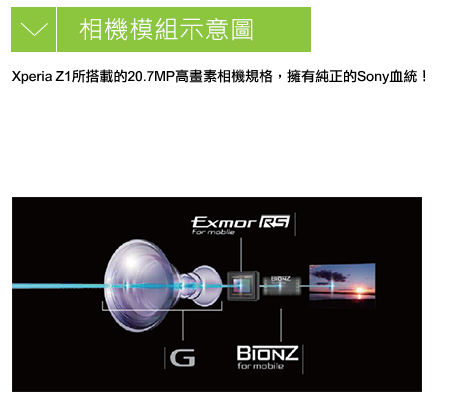 相機模組示意圖
Xperia Z1所搭載的20.7MP高畫素相機規格，擁有純正的Sony血統！
Exmor RS
for mobile
BIONZ
G
BIONZ
for mobile